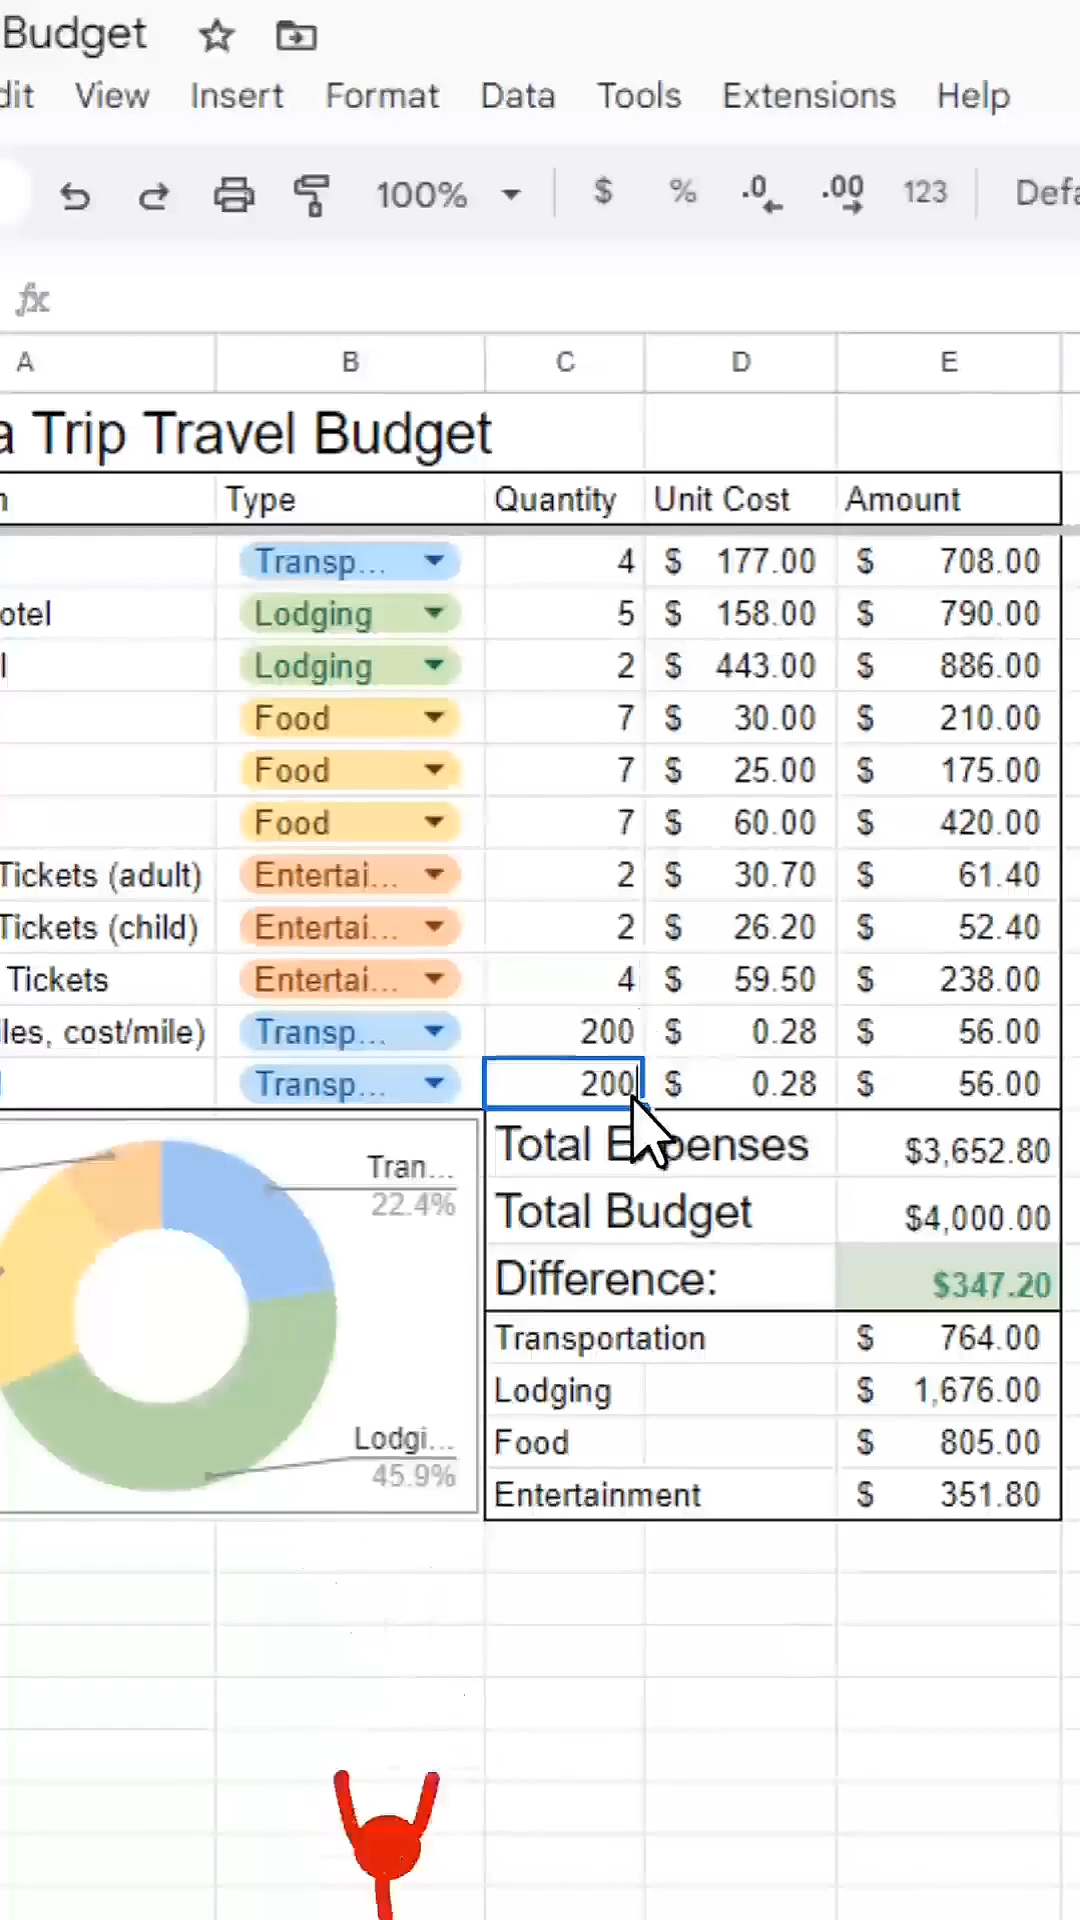 Budget
dit View Insert Format Data Tools Extensions Help
100% $ % .0 .00 123 Defa
fx
A B C D E
a Trip Travel Budget
n Type Quantity Unit Cost Amount
Transp... 4 $ 177.00 $ 708.00
otel Lodging 5 $ 158.00 $ 790.00
l Lodging 2 $ 443.00 $ 886.00
Food 7 $ 30.00 $ 210.00
Food 7 $ 25.00 $ 175.00
Food 7 $ 60.00 $ 420.00
Tickets (adult) Entertai... 2 $ 30.70 $ 61.40
Tickets (child) Entertai... 2 $ 26.20 $ 52.40
Tickets Entertai... 4 $ 59.50 $ 238.00
les, cost/mile) Transp... 200 $ 0.28 $ 56.00
Transp... 200 $ 0.28 $ 56.00
Total Expenses $3,652.80
Total Budget $4,000.00
Difference: $347.20
Transportation $ 764.00
Lodging $ 1,676.00
Food $ 805.00
Entertainment $ 351.80
Tran...
22.4%
Lodgi...
45.9%